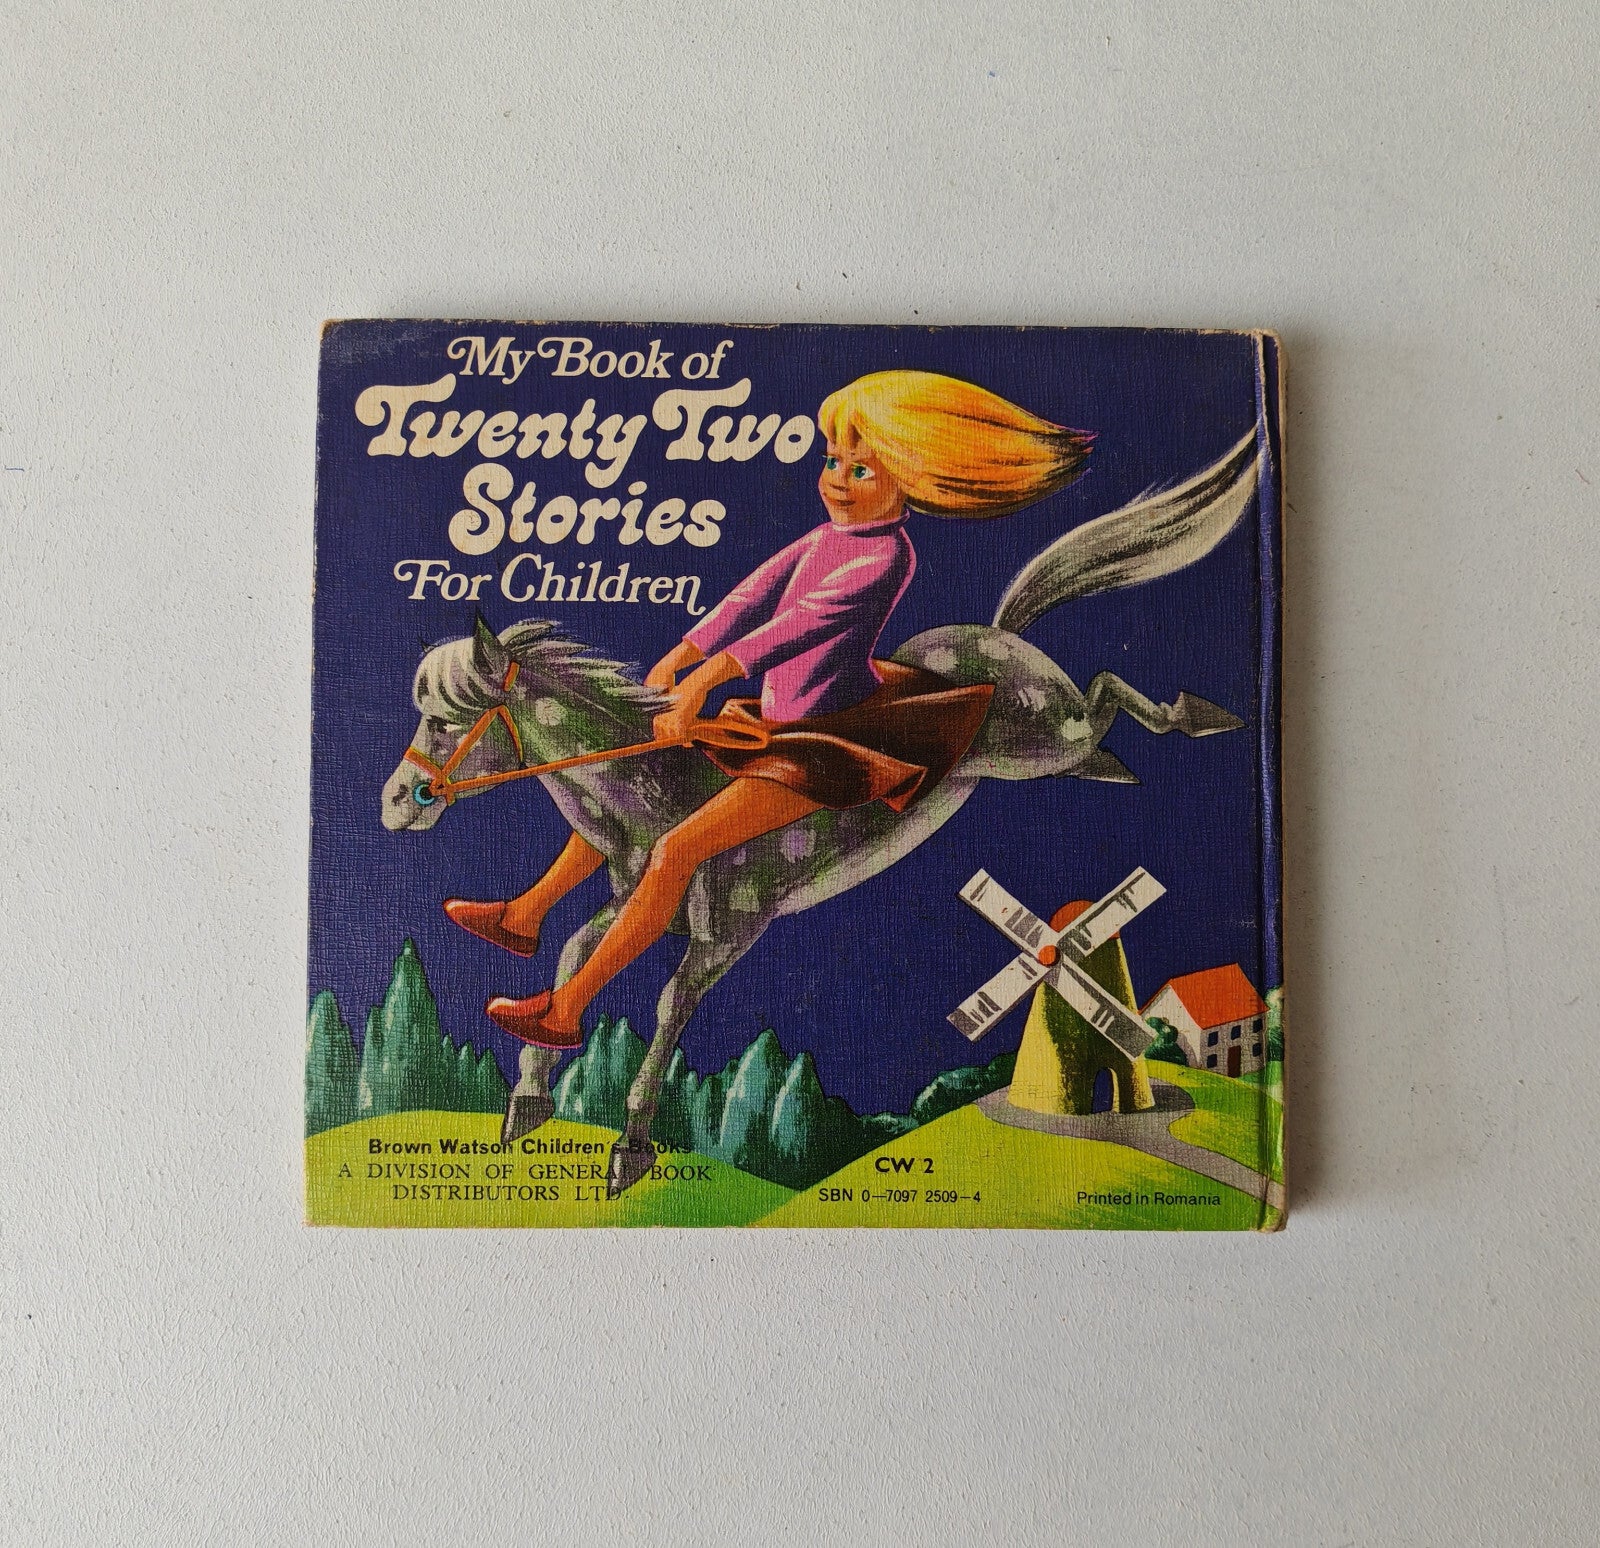 My Book of
Twenty Two
Stories
For Children
Brown Watson Children's Books
A DIVISION OF GENERAL BOOK
DISTRIBUTORS LTD.
CW 2
SBN 0-7097 2509-4
Printed in Romania